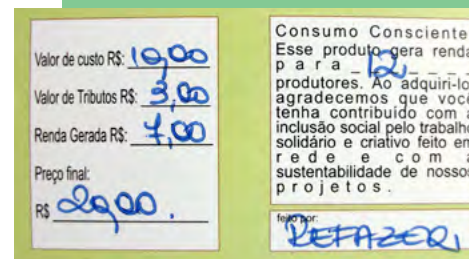 Valor de custo R$: 10,00
Valor de Tributos R$: 3,00
Renda Gerada R$: 7,00
Preço final:
R$ 20,00.
Consumo Consciente
Esse produto gera renda
para 12
produtores. Ao adquiri-lo
agradecemos que você
tenha contribuído com a
inclusão social pelo trabalho
solidário e criativo feito em
rede e com a
sustentabilidade de nossos
projetos.
feito por:
REFAZER